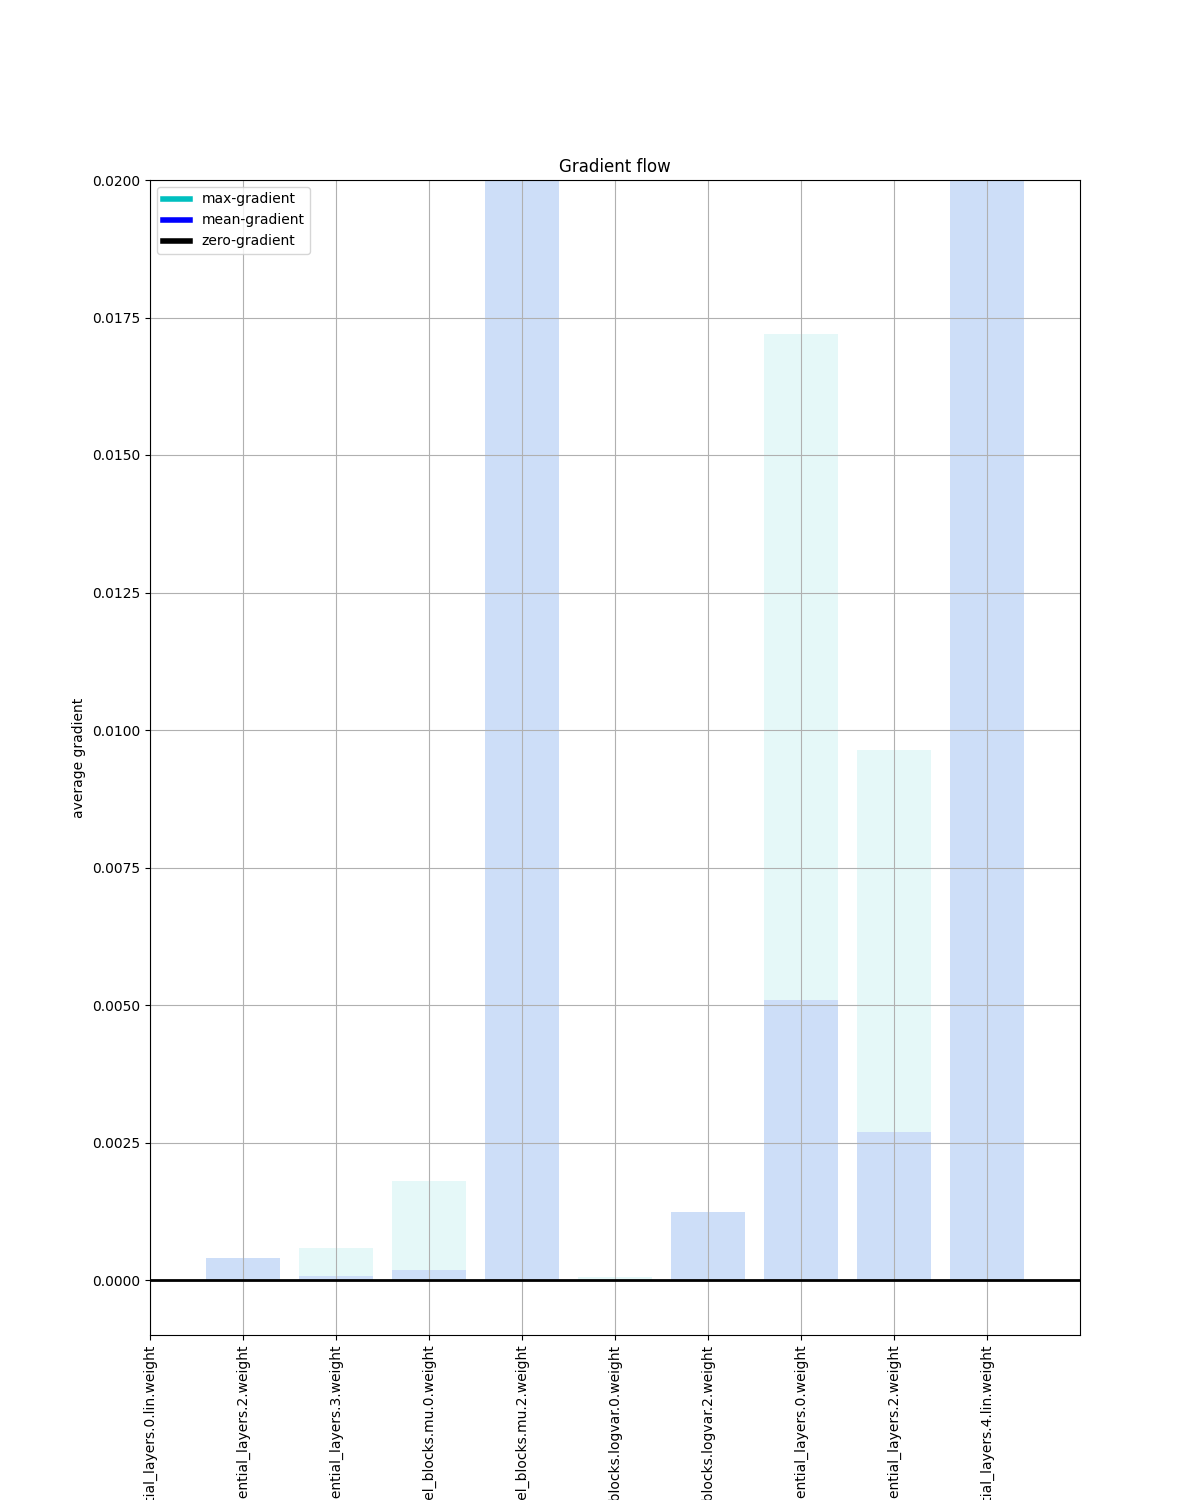 Gradient flow
max-gradient
mean-gradient
zero-gradient
average gradient
0.0200
0.0175
0.0150
0.0125
0.0100
0.0075
0.0050
0.0025
0.0000
tial_layers.0.lin.weight
ential_layers.2.weight
ential_layers.3.weight
el_blocks.mu.0.weight
el_blocks.mu.2.weight
blocks.logvar.0.weight
blocks.logvar.2.weight
ential_layers.0.weight
ential_layers.2.weight
tial_layers.4.lin.weight